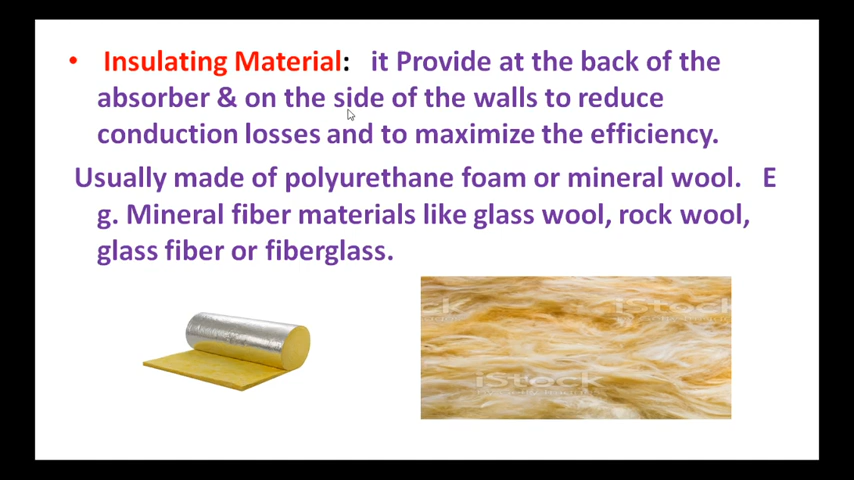 • Insulating Material: it Provide at the back of the
absorber & on the side of the walls to reduce
conduction losses and to maximize the efficiency.
Usually made of polyurethane foam or mineral wool. E
g. Mineral fiber materials like glass wool, rock wool,
glass fiber or fiberglass.
iStock
iStock